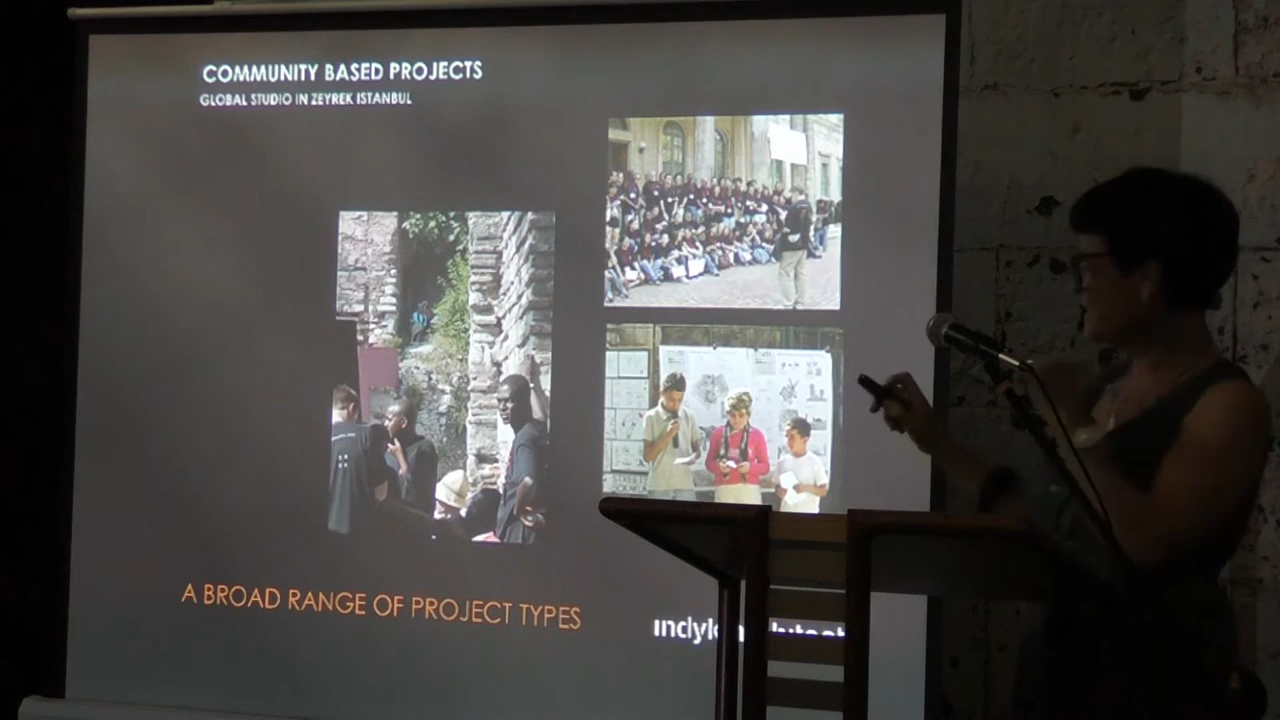 COMMUNITY BASED PROJECTS
GLOBAL STUDIO IN ZEYREK ISTANBUL
A BROAD RANGE OF PROJECT TYPES